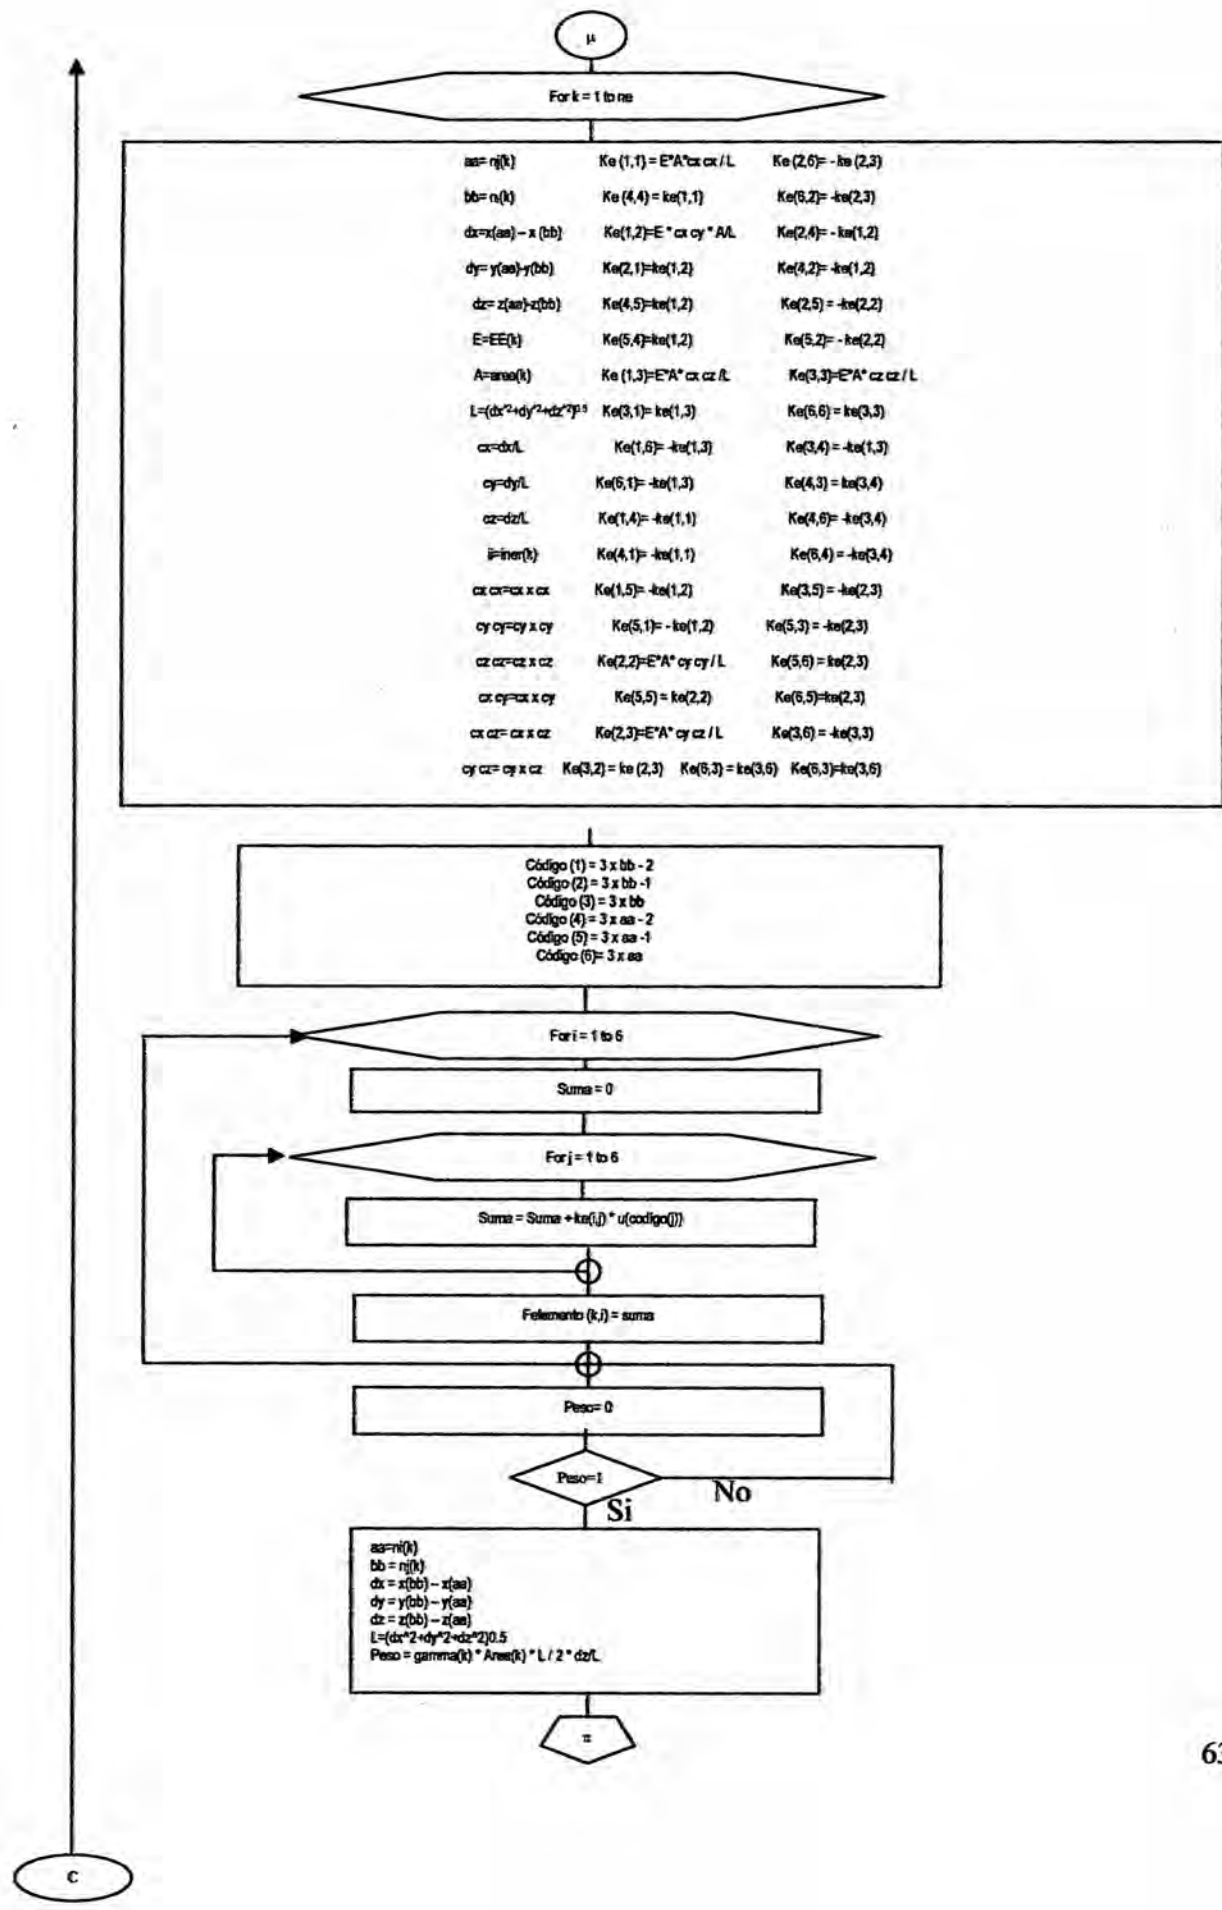 μ
For k = 1 to ne
aa= nj(k) Ke (1,1) = E*A*cx cx / L Ke (2,6)= - ke (2,3)
bb= ni(k) Ke (4,4) = ke(1,1) Ke(6,2)= -ke(2,3)
dx=x(aa) – x (bb) Ke(1,2)=E * cx cy * A/L Ke(2,4)= - ke(1,2)
dy= y(aa)-y(bb) Ke(2,1)=ke(1,2) Ke(4,2)= -ke(1,2)
dz= z(aa)-z(bb) Ke(4,5)=ke(1,2) Ke(2,5) = -ke(2,2)
E=EE(k) Ke(5,4)=ke(1,2) Ke(5,2)= - ke(2,2)
A=area(k) Ke (1,3)=E*A* cx cz /L Ke(3,3)=E*A* cz cz / L
L=(dx^2+dy^2+dz^2)^0.5 Ke(3,1)= ke(1,3) Ke(6,6) = ke(3,3)
cx=dx/L Ke(1,6)= -ke(1,3) Ke(3,4) = -ke(1,3)
cy=dy/L Ke(6,1)= -ke(1,3) Ke(4,3) = ke(3,4)
cz=dz/L Ke(1,4)= -ke(1,1) Ke(4,6)= -ke(3,4)
ii=iner(k) Ke(4,1)= -ke(1,1) Ke(6,4) = -ke(3,4)
cx cx=cx x cx Ke(1,5)= -ke(1,2) Ke(3,5) = -ke(2,3)
cy cy=cy x cy Ke(5,1)= - ke(1,2) Ke(5,3) = -ke(2,3)
cz cz=cz x cz Ke(2,2)=E*A* cy cy / L Ke(5,6) = ke(2,3)
cx cy=cx x cy Ke(5,5) = ke(2,2) Ke(6,5)=ke(2,3)
cx cz= cx x cz Ke(2,3)=E*A* cy cz / L Ke(3,6) = -ke(3,3)
cy cz= cy x cz Ke(3,2) = ke (2,3) Ke(6,3) = ke(3,6) Ke(6,3)=ke(3,6)
Código (1) = 3 x bb - 2
Código (2) = 3 x bb -1
Código (3) = 3 x bb
Código (4) = 3 x aa - 2
Código (5) = 3 x aa -1
Código (6)= 3 x aa
For i = 1 to 6
Suma = 0
For j = 1 to 6
Suma = Suma + ke(i,j) * u(codigo(j))
Felemento (k,i) = suma
Peso= 0
Peso=1
No
Si
aa=ni(k)
bb = nj(k)
dx = x(bb) – x(aa)
dy = y(bb) – y(aa)
dz = z(bb) – z(aa)
L=(dx^2+dy^2+dz^2)0.5
Peso = gamma(k) * Area(k) * L / 2 * dz/L
π
63
c